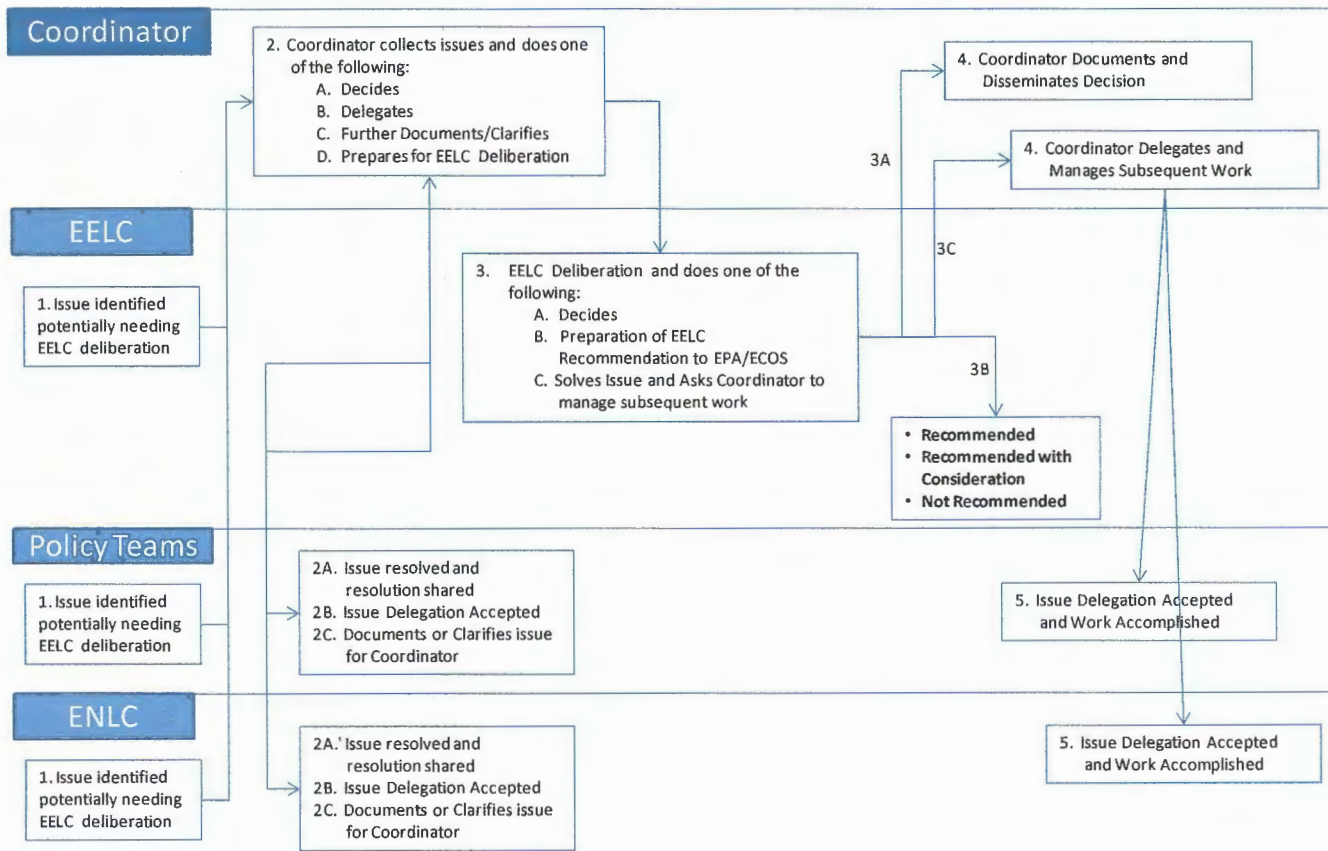 Coordinator
2. Coordinator collects issues and does one
of the following:
A. Decides
B. Delegates
C. Further Documents/Clarifies
D. Prepares for EELC Deliberation
4. Coordinator Documents and
Disseminates Decision
3A
4. Coordinator Delegates and
Manages Subsequent Work
EELC
3C
1. Issue identified
potentially needing
EELC deliberation
3. EELC Deliberation and does one of the
following:
A. Decides
B. Preparation of EELC
Recommendation to EPA/ECOS
C. Solves Issue and Asks Coordinator to
manage subsequent work
3B
• Recommended
• Recommended with
Consideration
• Not Recommended
Policy Teams
1. Issue identified
potentially needing
EELC deliberation
2A. Issue resolved and
resolution shared
2B. Issue Delegation Accepted
2C. Documents or Clarifies issue
for Coordinator
5. Issue Delegation Accepted
and Work Accomplished
ENLC
1. Issue identified
potentially needing
EELC deliberation
2A.' Issue resolved and
resolution shared
2B. Issue Delegation Accepted
2C. Documents or Clarifies issue
for Coordinator
5. Issue Delegation Accepted
and Work Accomplished